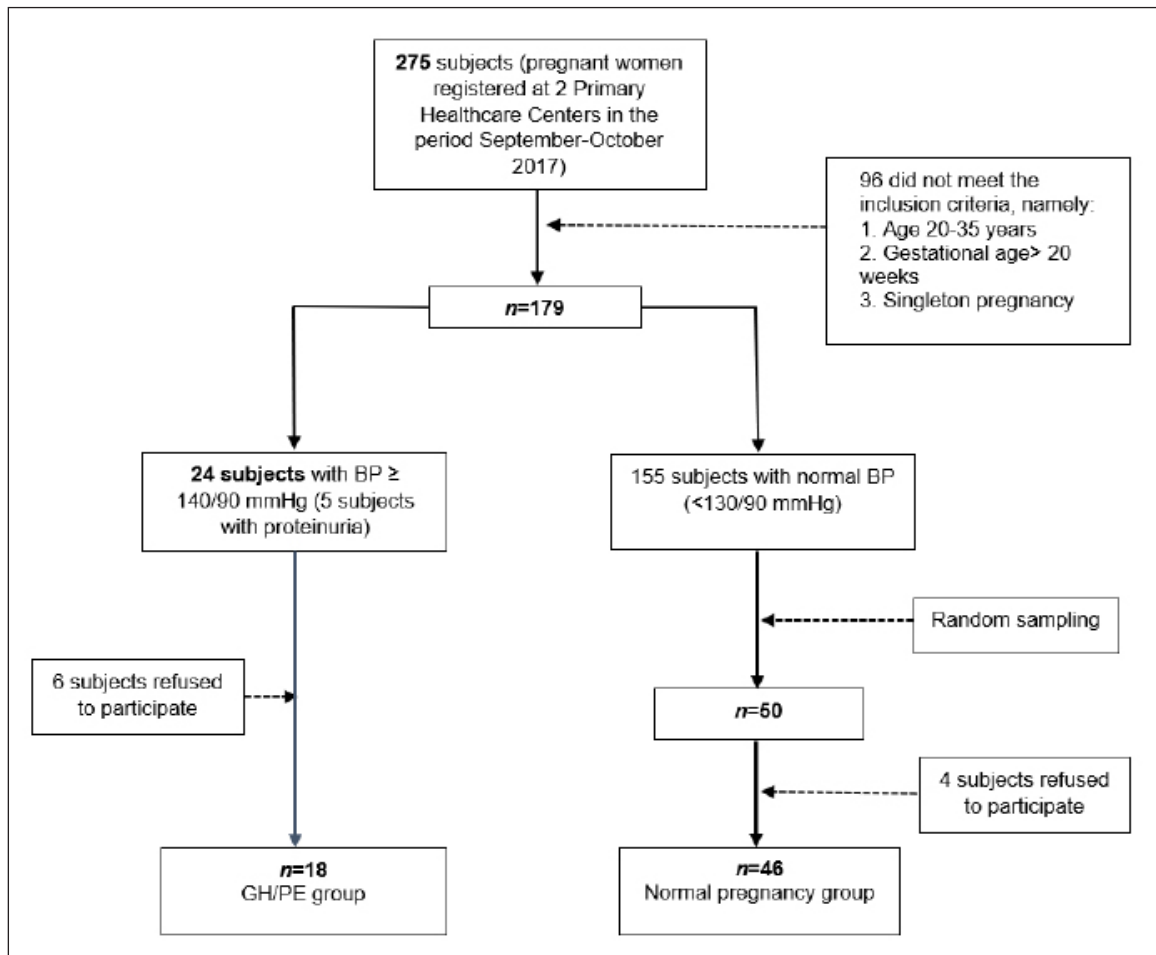 275 subjects (pregnant women
registered at 2 Primary
Healthcare Centers in the
period September-October
2017)
96 did not meet the
inclusion criteria, namely:
1. Age 20-35 years
2. Gestational age> 20
weeks
3. Singleton pregnancy
n=179
24 subjects with BP ≥
140/90 mmHg (5 subjects
with proteinuria)
155 subjects with normal BP
(<130/90 mmHg)
Random sampling
6 subjects refused
to participate
n=50
4 subjects refused
to participate
n=18
GH/PE group
n=46
Normal pregnancy group